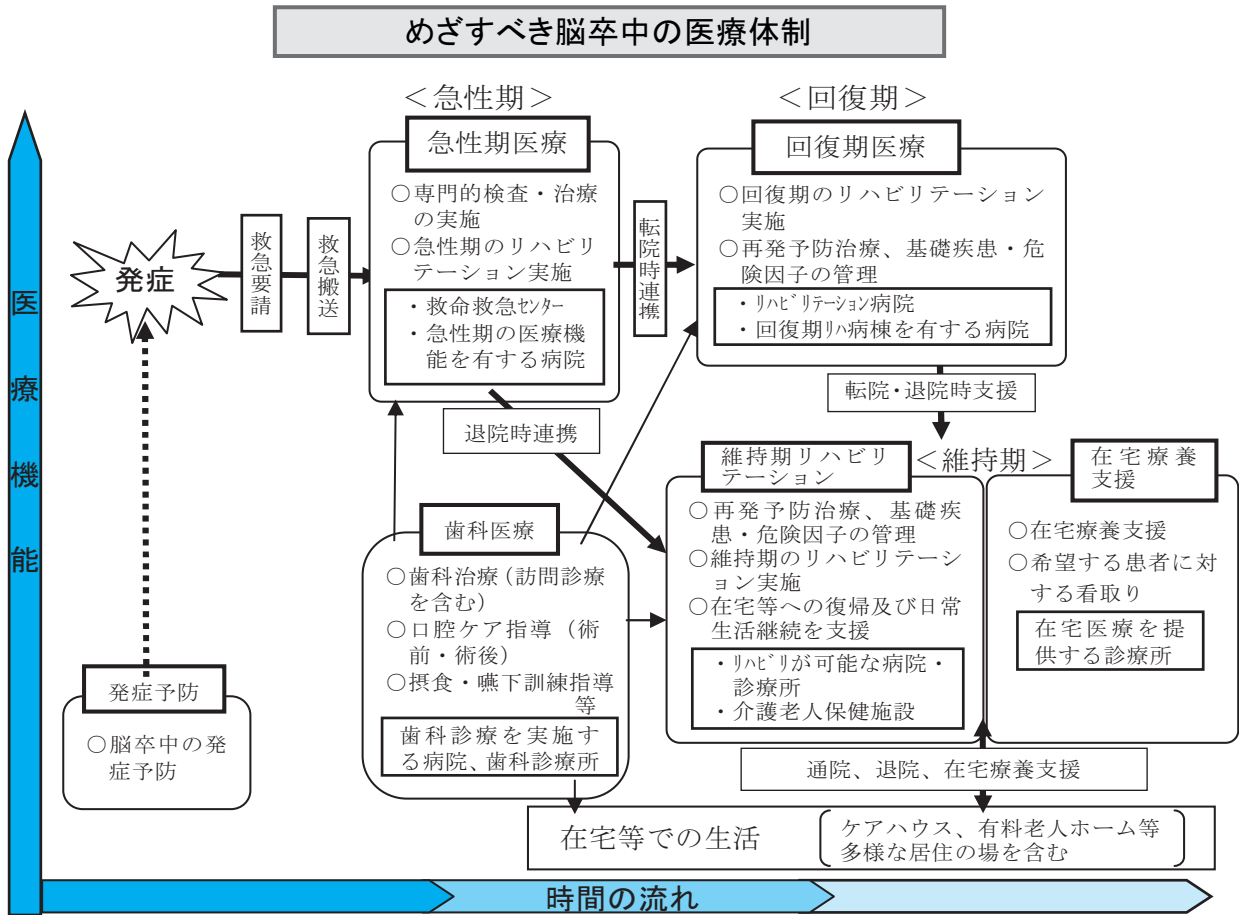 めざすべき脳卒中の医療体制
医療機能
発症
救急要請
救急搬送
＜急性期＞
急性期医療
○専門的検査・治療
の実施
○急性期のリハビリ
テーション実施
・救命救急ｾﾝﾀｰ
・急性期の医療機
能を有する病院
転院時連携
＜回復期＞
回復期医療
○回復期のリハビリテーション
実施
○再発予防治療、基礎疾患・危
険因子の管理
・ﾘﾊﾋﾞﾘﾃｰｼｮﾝ病院
・回復期ﾘﾊ病棟を有する病院
転院・退院時支援
退院時連携
＜維持期＞
維持期リハビリ
テーション
○再発予防治療、基礎疾
患・危険因子の管理
○維持期のリハビリテーシ
ョン実施
○在宅等への復帰及び日常
生活継続を支援
・ﾘﾊﾋﾞﾘが可能な病院・
診療所
・介護老人保健施設
在宅療養
支援
○在宅療養支援
○希望する患者に対
する看取り
在宅医療を提
供する診療所
歯科医療
○歯科治療（訪問診療
を含む）
○口腔ケア指導（術
前・術後）
○摂食・嚥下訓練指導
等
歯科診療を実施す
る病院、歯科診療所
発症予防
○脳卒中の発
症予防
通院、退院、在宅療養支援
在宅等での生活
ケアハウス、有料老人ホーム等
多様な居住の場を含む
時間の流れ